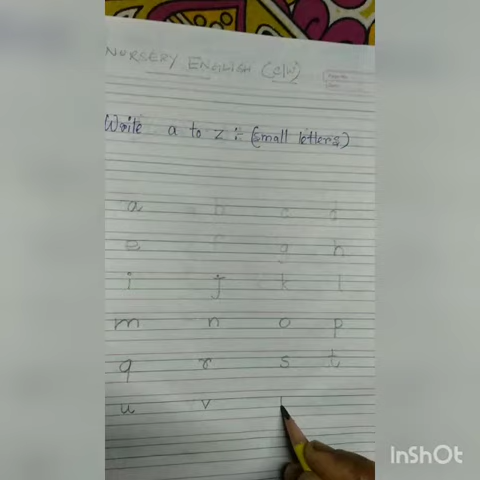 NURSERY ENGLISH (C/W)
Write a to z :- (small letters)
a b c d
e f g h
i j k l
m n o p
q r s t
u v
InShOt